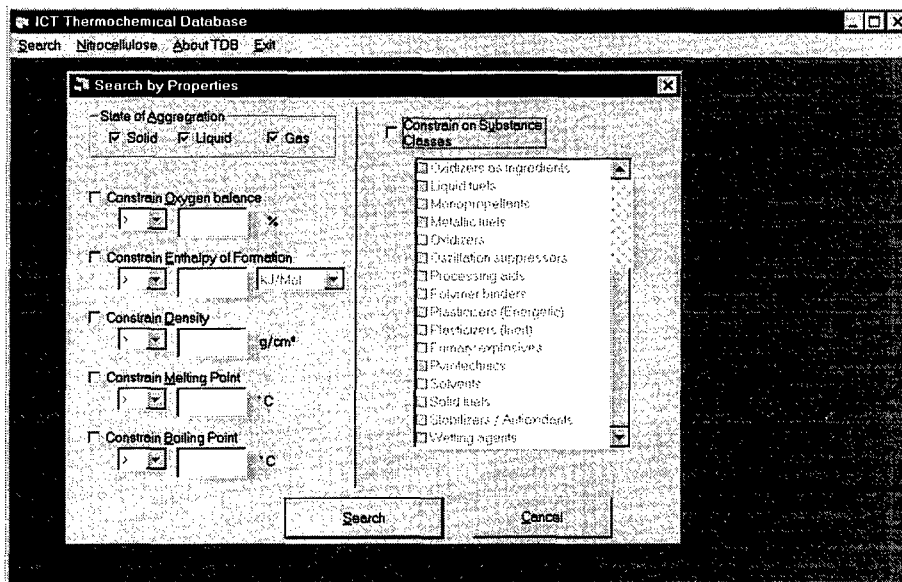 ICT Thermochemical Database
Search Nitrocellulose About TDB Exit
Search by Properties
State of Aggregration
Solid Liquid Gas
Constrain Oxygen balance
> %
Constrain Enthalpy of Formation
> kJ/Mol
Constrain Density
> g/cm³
Constrain Melting Point
> °C
Constrain Boiling Point
> °C
Constrain on Substance
Classes
Oxidizers as ingredients
Liquid fuels
Monopropellents
Metallic fuels
Oxidizers
Oszillation suppressors
Processing aids
Polymer binders
Plasticizers (Energetic)
Plasticizers (Inert)
Primary explosives
Pyrotechnics
Solvents
Solid fuels
Stabilizers / Antioxidants
Wetting agents
Search
Cancel